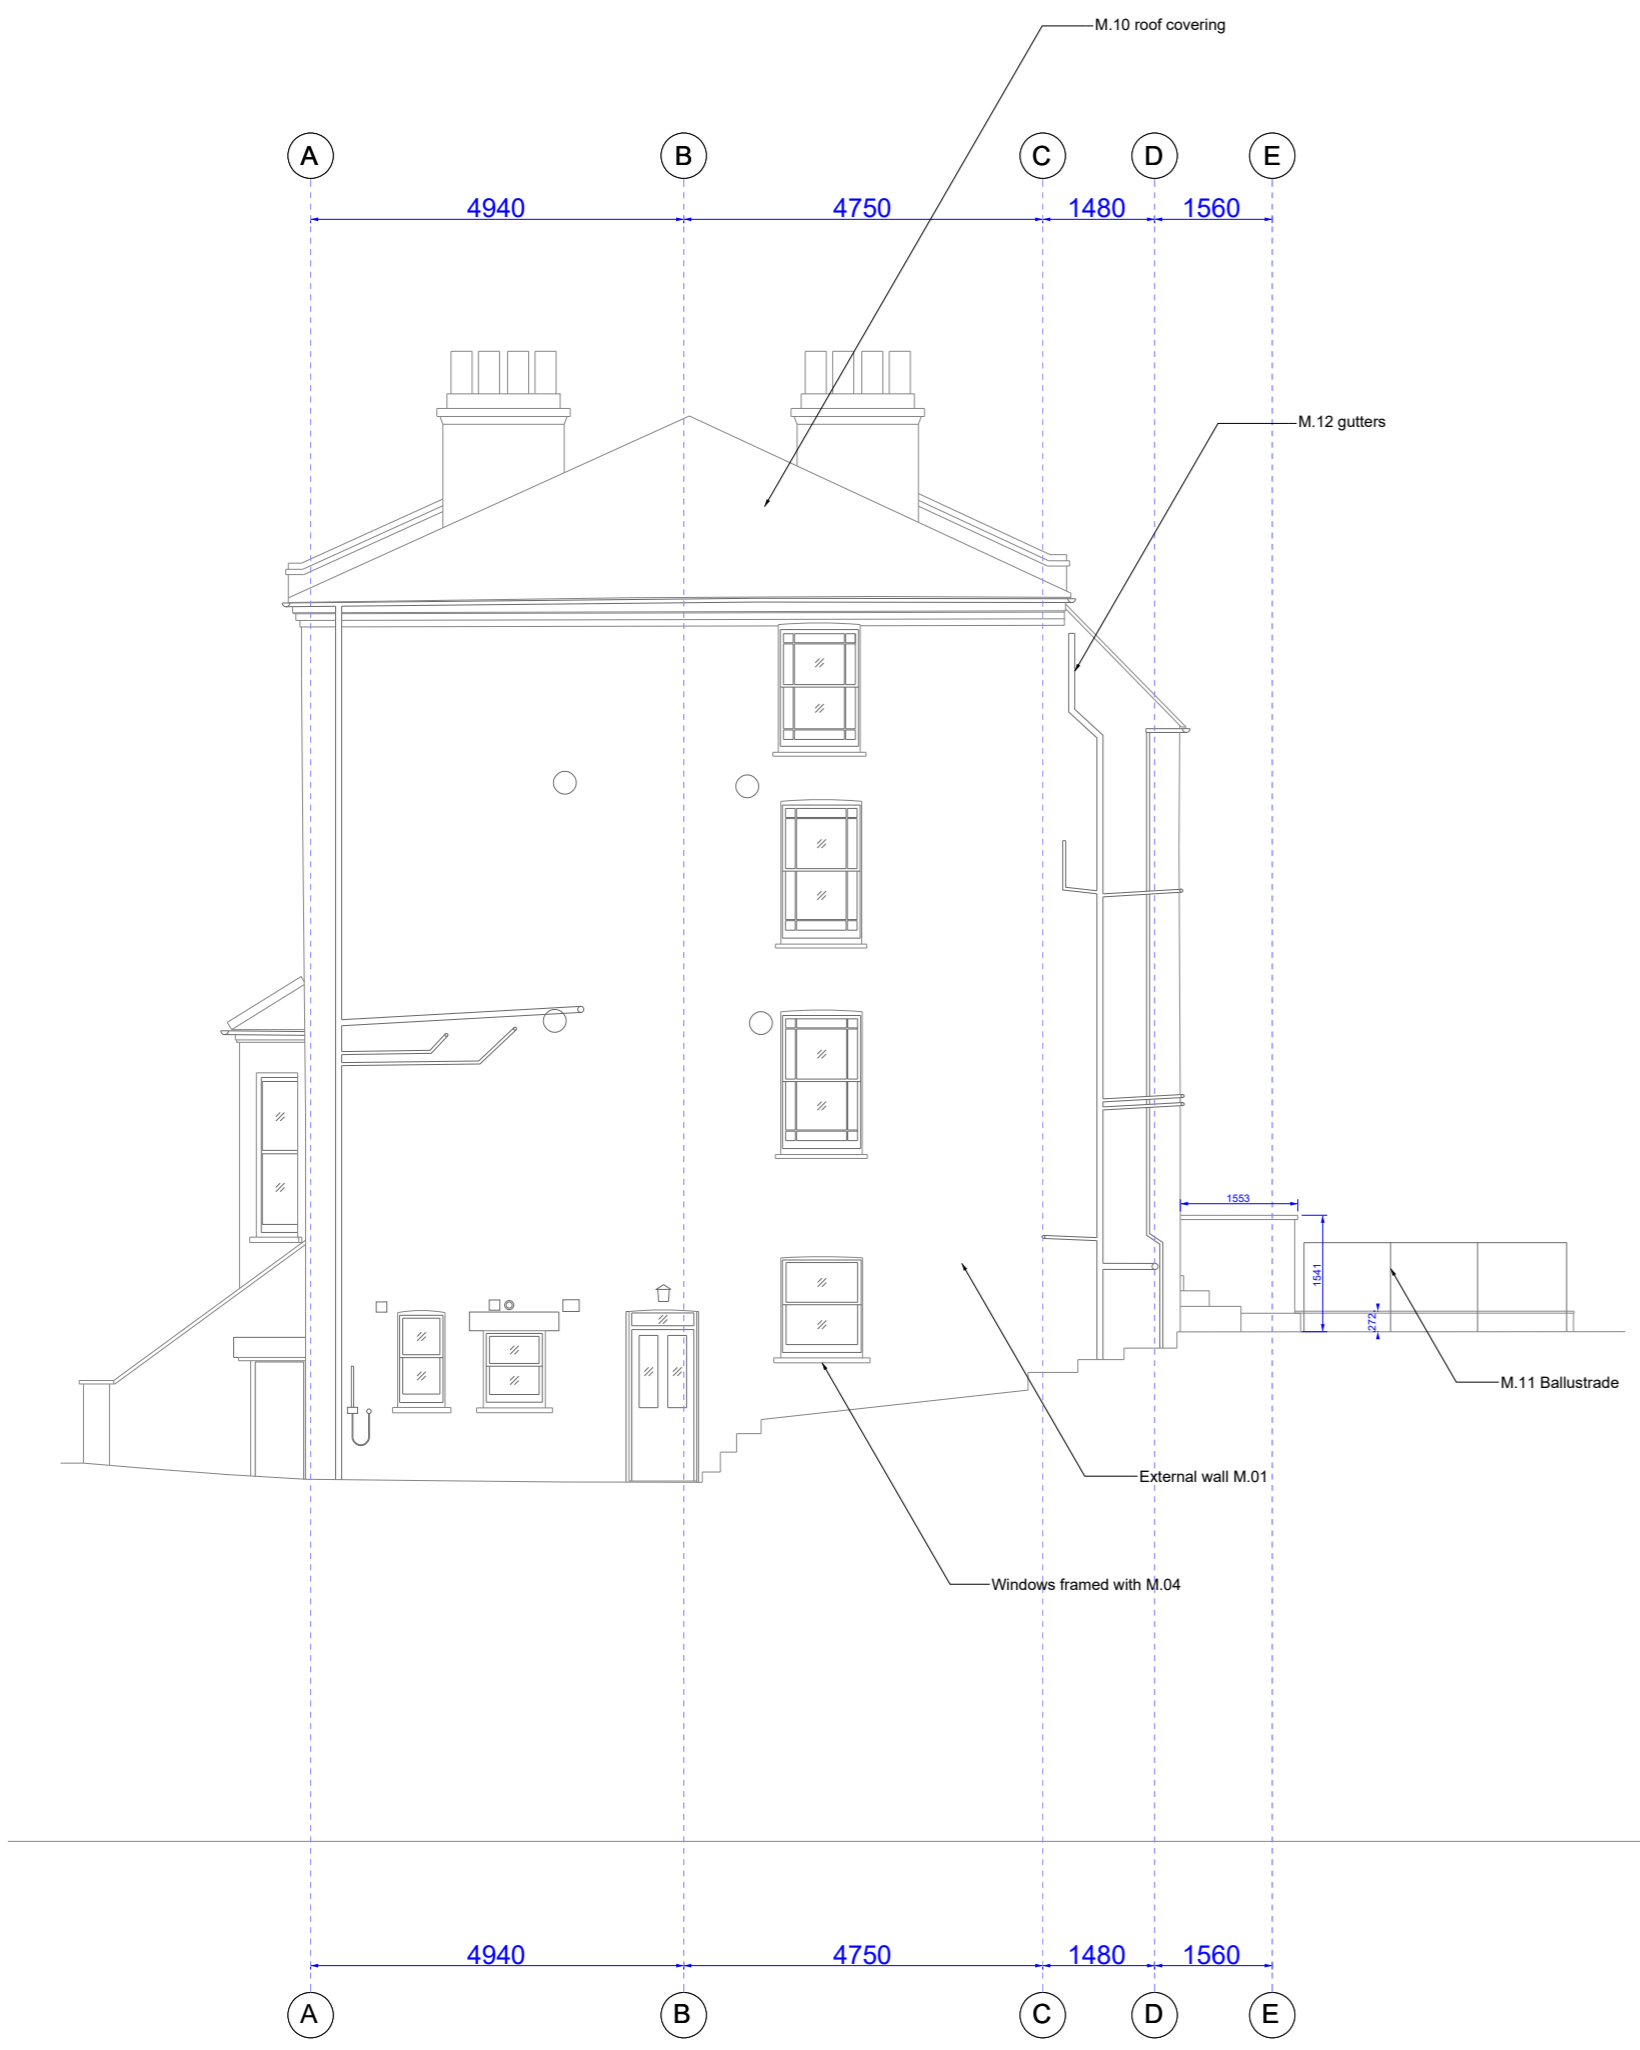 M.10 roof covering
A B C D E
4940 4750 1480 1560
M.12 gutters
1553
1541
272
M.11 Ballustrade
External wall M.01
Windows framed with M.04
4940 4750 1480 1560
A B C D E